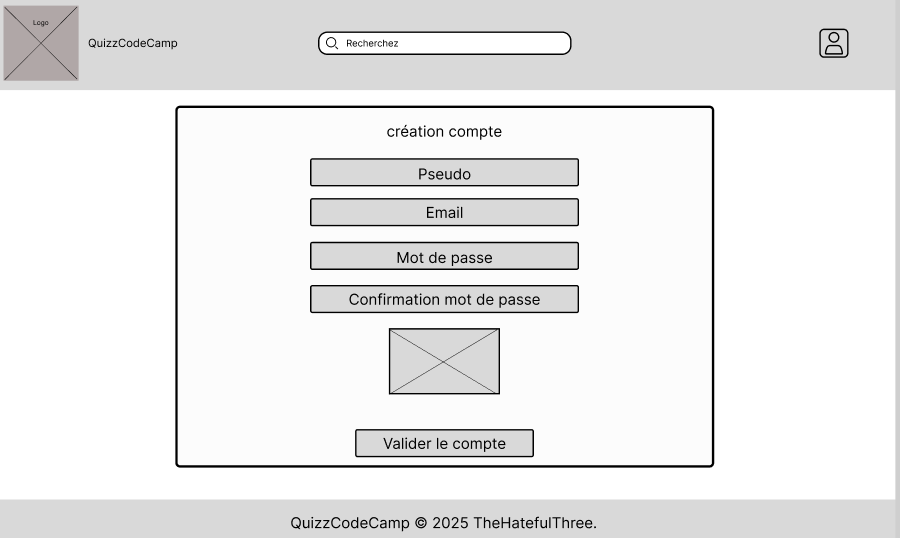 Logo
QuizzCodeCamp
Recherchez
création compte
Pseudo
Email
Mot de passe
Confirmation mot de passe
Valider le compte
QuizzCodeCamp © 2025 TheHatefulThree.